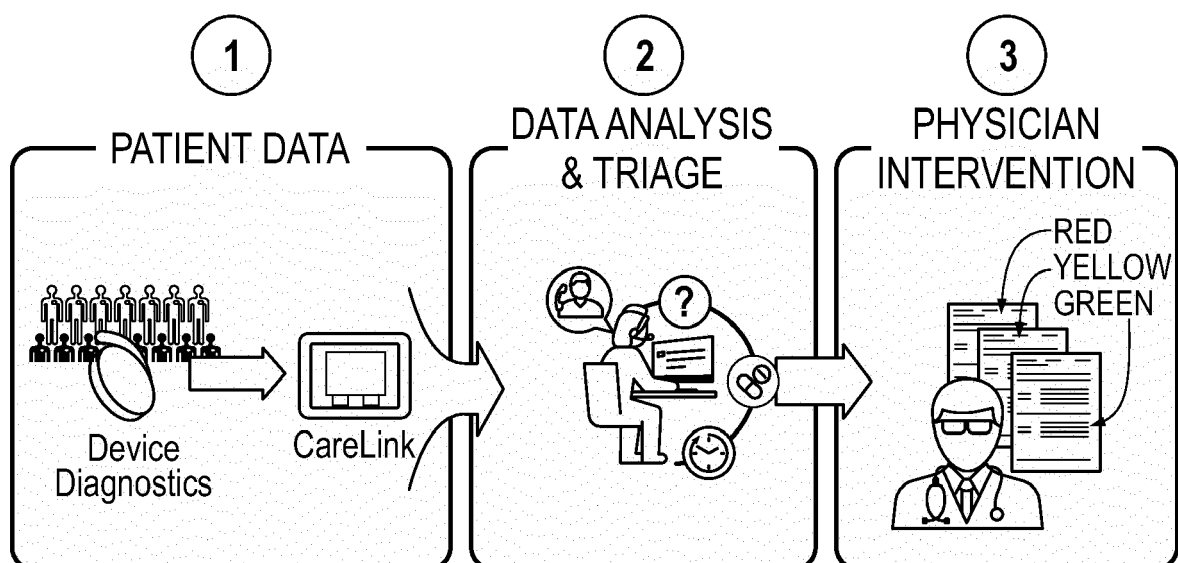 1
PATIENT DATA
Device
Diagnostics
CareLink
2
DATA ANALYSIS
& TRIAGE
?
3
PHYSICIAN
INTERVENTION
RED
YELLOW
GREEN